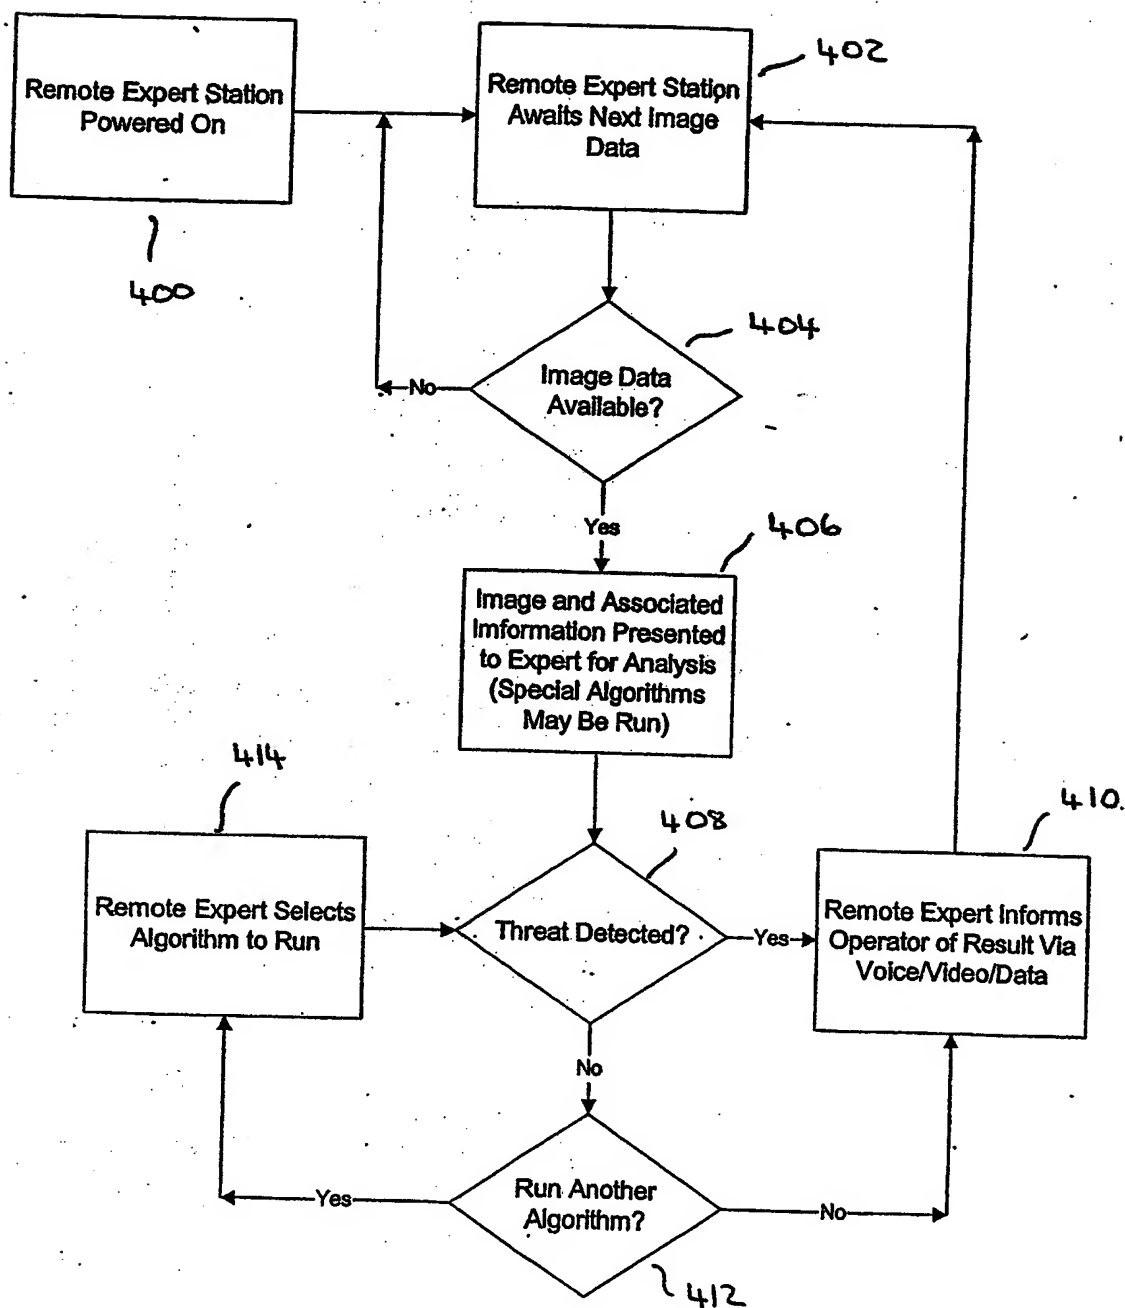 Remote Expert Station
Powered On
400
Remote Expert Station
Awaits Next Image
Data
402
Image Data
Available?
404
No
Yes
406
Image and Associated
Imformation Presented
to Expert for Analysis
(Special Algorithms
May Be Run)
414
Remote Expert Selects
Algorithm to Run
408
Threat Detected?
Yes
410
Remote Expert Informs
Operator of Result Via
Voice/Video/Data
No
Run Another
Algorithm?
Yes
No
412